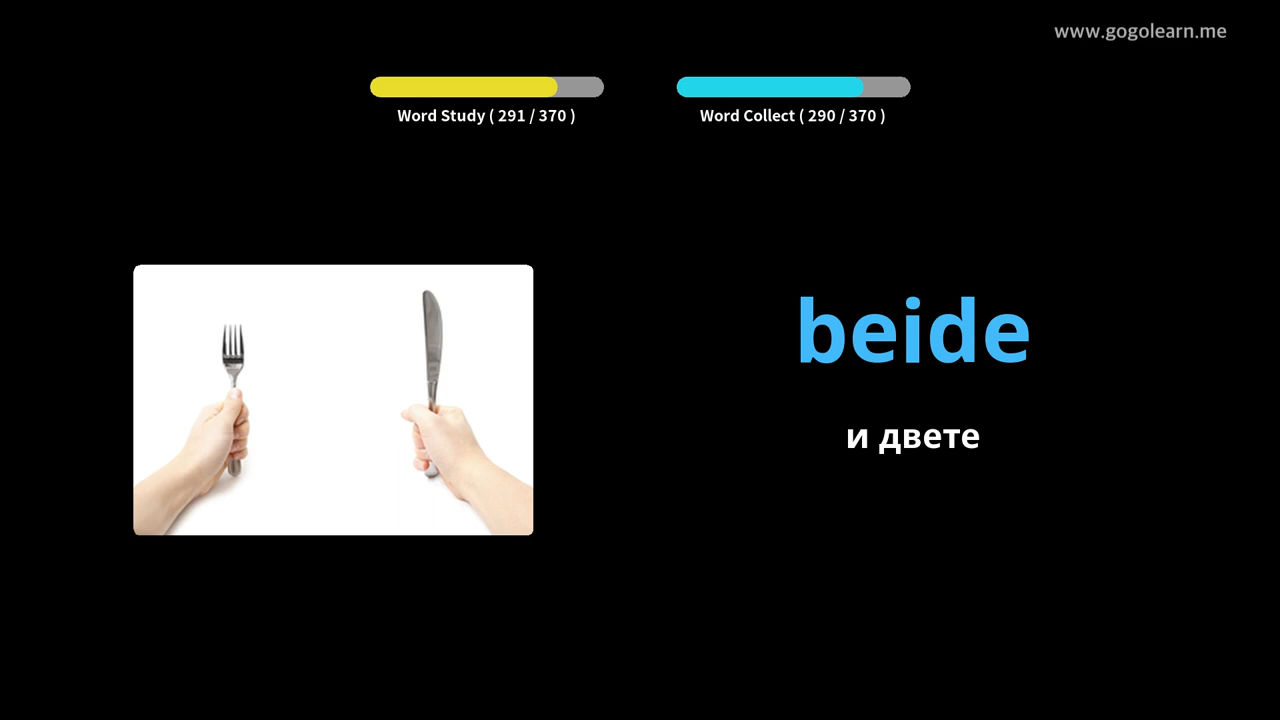 www.gogolearn.me
Word Study ( 291 / 370 )
Word Collect ( 290 / 370 )
beide
и двете